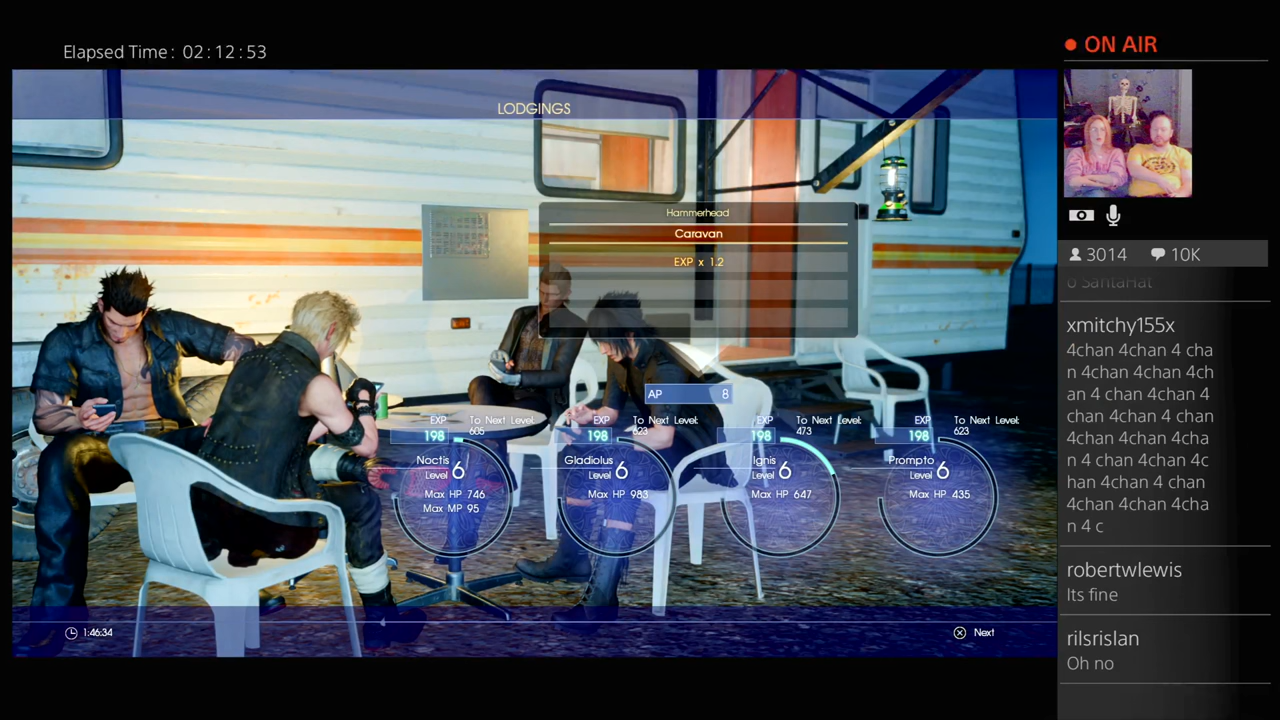 Elapsed Time: 02:12:53
ON AIR
LODGINGS
Hammerhead
Caravan
EXP x 1.2
AP 8
EXP To Next Level:
198 605
Noctis
Level 6
Max HP 746
Max MP 95
EXP To Next Level:
198 623
Gladiolus
Level 6
Max HP 983
EXP To Next Level:
198 473
Ignis
Level 6
Max HP 647
EXP To Next Level:
198 623
Prompto
Level 6
Max HP 435
1:46:34
Next
3014 10K
o SantaHat
xmitchy155x
4chan 4chan 4 cha
n 4chan 4chan 4ch
an 4 chan 4chan 4
chan 4chan 4 chan
4chan 4chan 4cha
n 4 chan 4chan 4c
han 4chan 4 chan
4chan 4chan 4cha
n 4 c
robertwlewis
Its fine
rilsrislan
Oh no